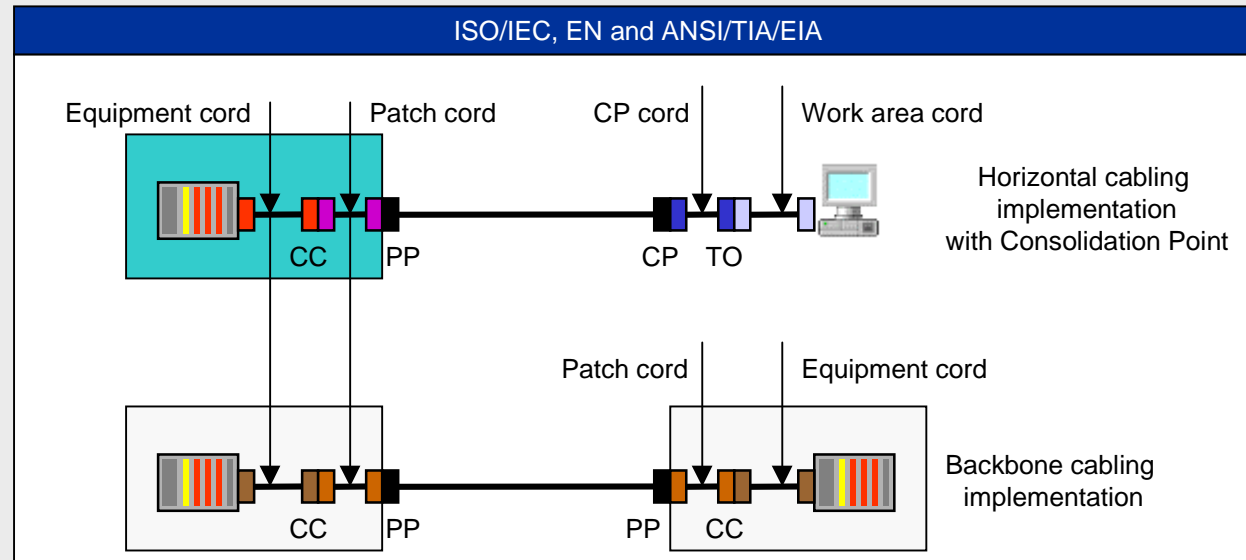 ISO/IEC, EN and ANSI/TIA/EIA
Equipment cord
Patch cord
CP cord
Work area cord
Horizontal cabling
implementation
with Consolidation Point
CC
PP
CP
TO
Patch cord
Equipment cord
Backbone cabling
implementation
CC
PP
PP
CC